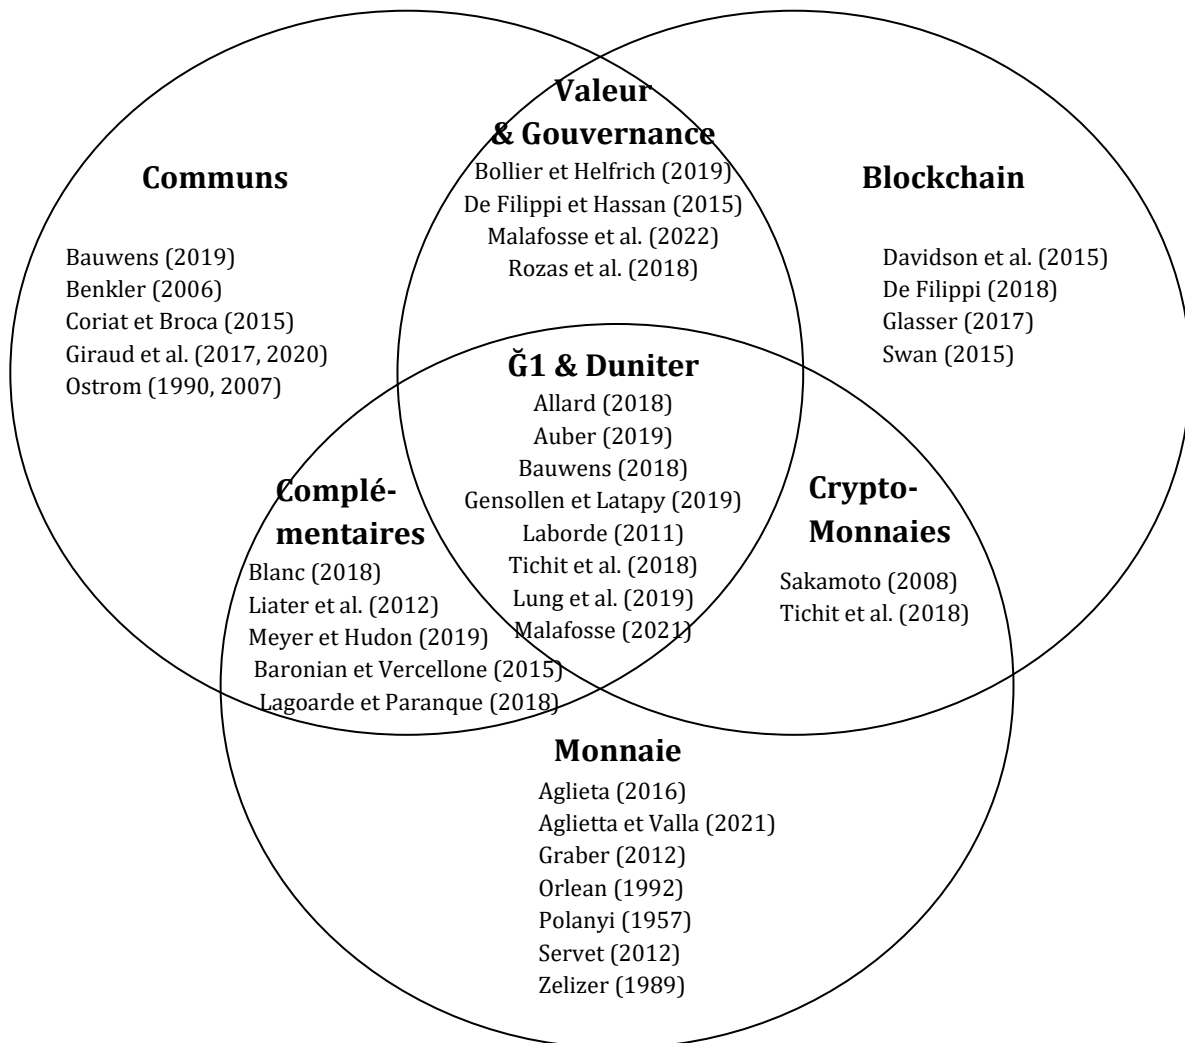 Valeur
& Gouvernance
Bollier et Helfrich (2019)
De Filippi et Hassan (2015)
Malafosse et al. (2022)
Rozas et al. (2018)
Communs
Bauwens (2019)
Benkler (2006)
Coriat et Broca (2015)
Giraud et al. (2017, 2020)
Ostrom (1990, 2007)
Blockchain
Davidson et al. (2015)
De Filippi (2018)
Glasser (2017)
Swan (2015)
Ğ1 & Duniter
Allard (2018)
Auber (2019)
Bauwens (2018)
Gensollen et Latapy (2019)
Laborde (2011)
Tichit et al. (2018)
Lung et al. (2019)
Malafosse (2021)
Complé-
mentaires
Blanc (2018)
Liater et al. (2012)
Meyer et Hudon (2019)
Baronian et Vercellone (2015)
Lagoarde et Paranque (2018)
Crypto-
Monnaies
Sakamoto (2008)
Tichit et al. (2018)
Monnaie
Aglieta (2016)
Aglietta et Valla (2021)
Graber (2012)
Orlean (1992)
Polanyi (1957)
Servet (2012)
Zelizer (1989)